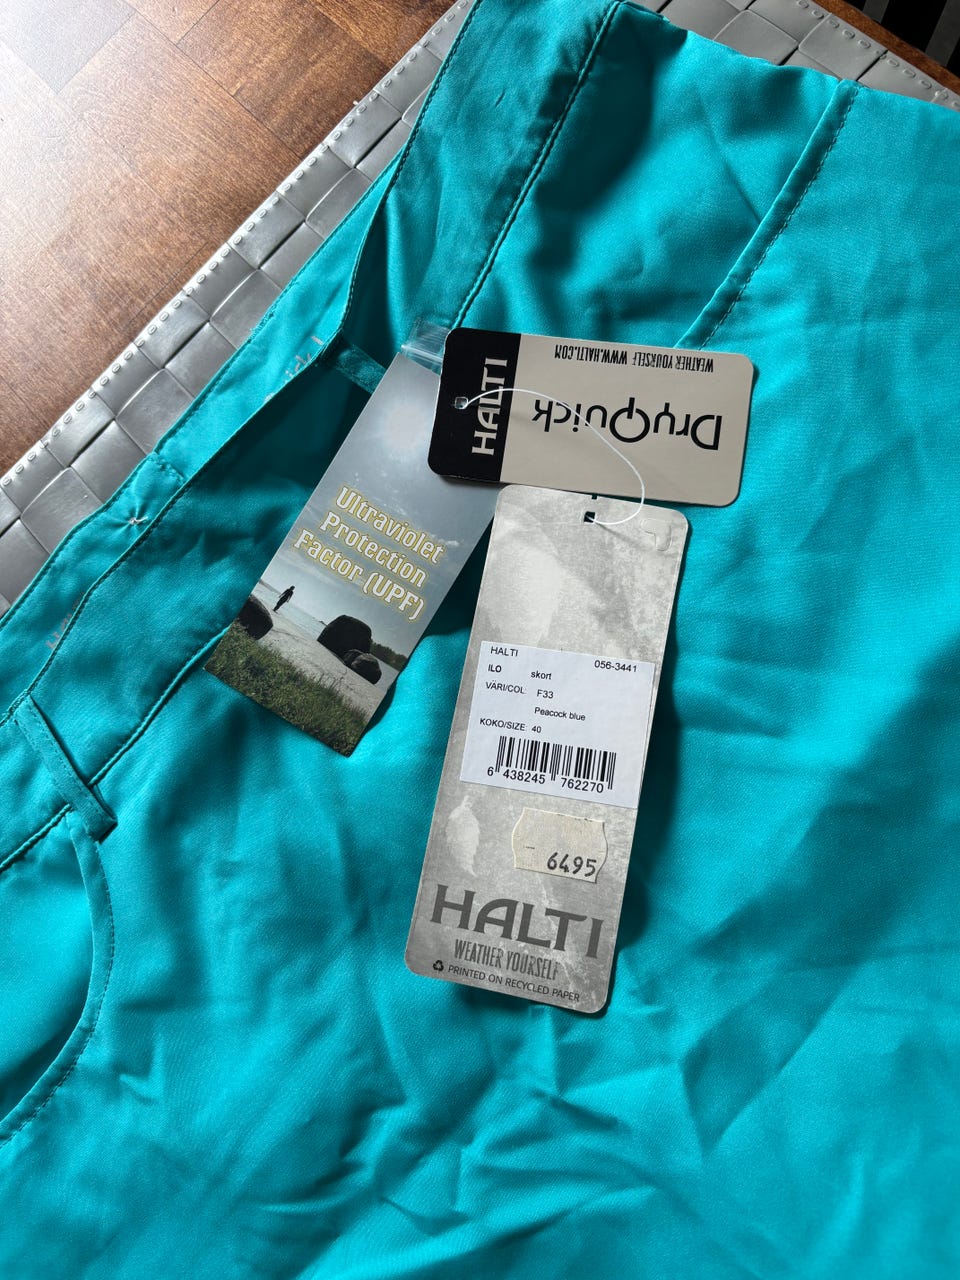 HALTI
DryQuick
WEATHER YOURSELF WWW.HALTI.COM
Ultraviolet
Protection
Factor (UPF)
HALTI 056-3441
ILO skort
VÄRI/COL: F33
Peacock blue
KOKO/SIZE: 40
6 438245 762270
6495
HALTI
WEATHER YOURSELF
PRINTED ON RECYCLED PAPER